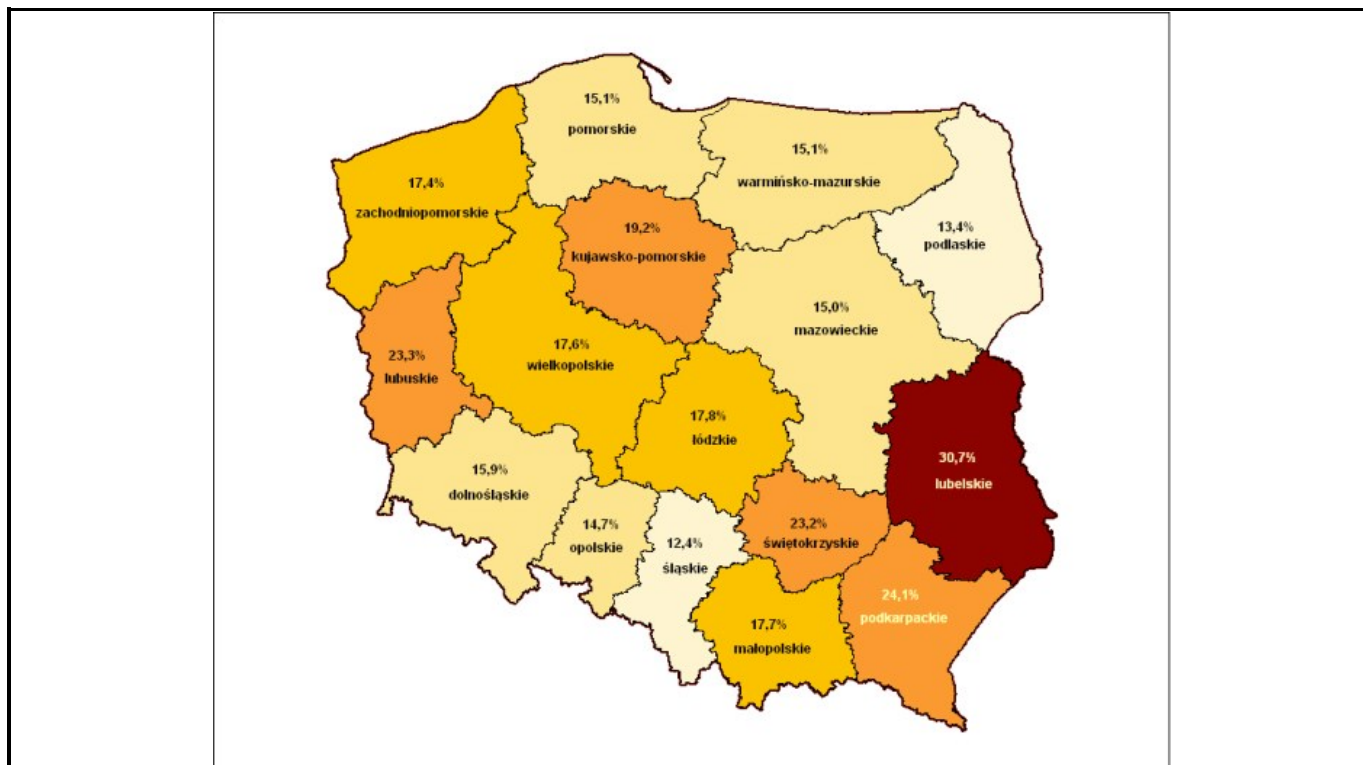 15,1%
pomorskie
15,1%
warmińsko-mazurskie
17,4%
zachodniopomorskie
19,2%
kujawsko-pomorskie
13,4%
podlaskie
15,0%
mazowieckie
23,3%
lubuskie
17,6%
wielkopolskie
17,8%
łódzkie
30,7%
lubelskie
15,9%
dolnośląskie
14,7%
opolskie
12,4%
śląskie
23,2%
świętokrzyskie
24,1%
podkarpackie
17,7%
małopolskie